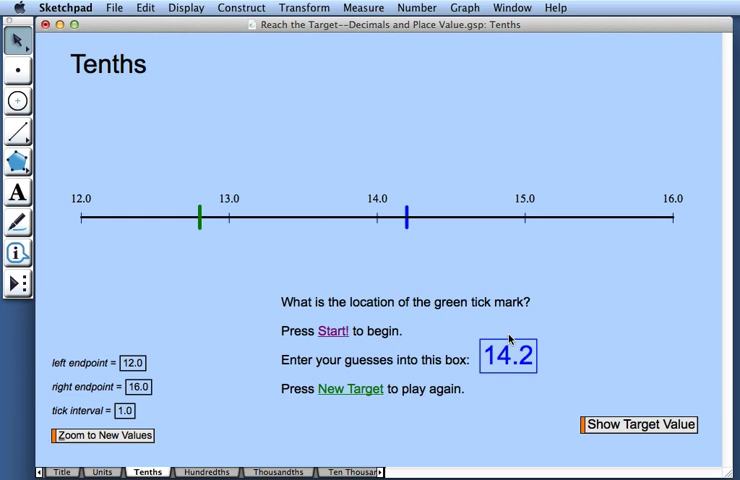 Sketchpad File Edit Display Construct Transform Measure Number Graph Window Help
Reach the Target--Decimals and Place Value.gsp: Tenths
Tenths
12.0 13.0 14.0 15.0 16.0
What is the location of the green tick mark?
Press Start! to begin.
Enter your guesses into this box: 14.2
Press New Target to play again.
left endpoint = 12.0
right endpoint = 16.0
tick interval = 1.0
Zoom to New Values
Show Target Value
A
i
Title Units Tenths Hundredths Thousandths Ten Thousar